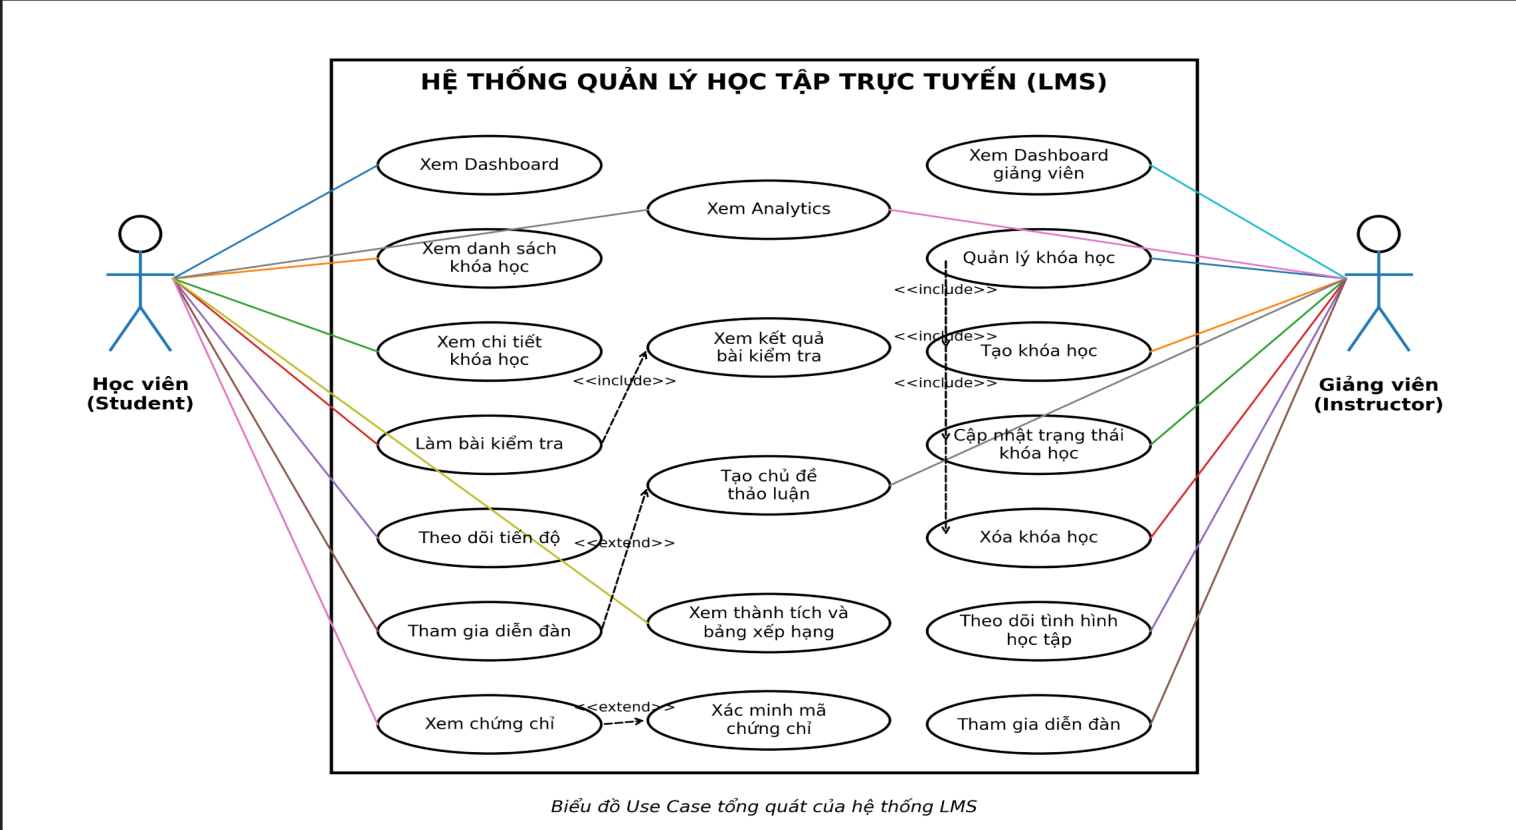 HỆ THỐNG QUẢN LÝ HỌC TẬP TRỰC TUYẾN (LMS)
Xem Dashboard
Xem danh sách
khóa học
Xem chi tiết
khóa học
Làm bài kiểm tra
Theo dõi tiến độ
Tham gia diễn đàn
Xem chứng chỉ
Học viên
(Student)
<<include>>
<<extend>>
<<extend>>
Xem Analytics
Xem kết quả
bài kiểm tra
Tạo chủ đề
thảo luận
Xem thành tích và
bảng xếp hạng
Xác minh mã
chứng chỉ
<<include>>
<<include>>
<<include>>
Xem Dashboard
giảng viên
Quản lý khóa học
Tạo khóa học
Cập nhật trạng thái
khóa học
Xóa khóa học
Theo dõi tình hình
học tập
Tham gia diễn đàn
Giảng viên
(Instructor)
Biểu đồ Use Case tổng quát của hệ thống LMS